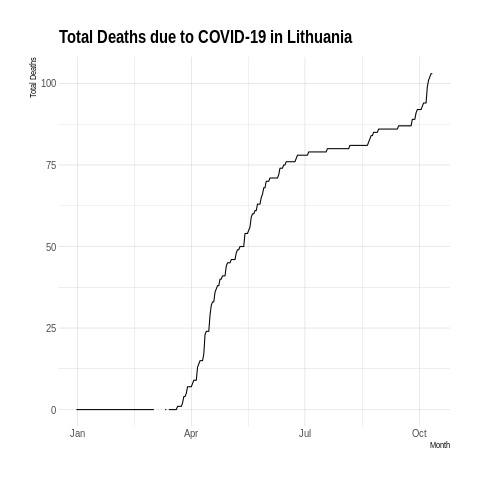 Total Deaths due to COVID-19 in Lithuania
Total Deaths
100
75
50
25
0
Jan Apr Jul Oct
Month